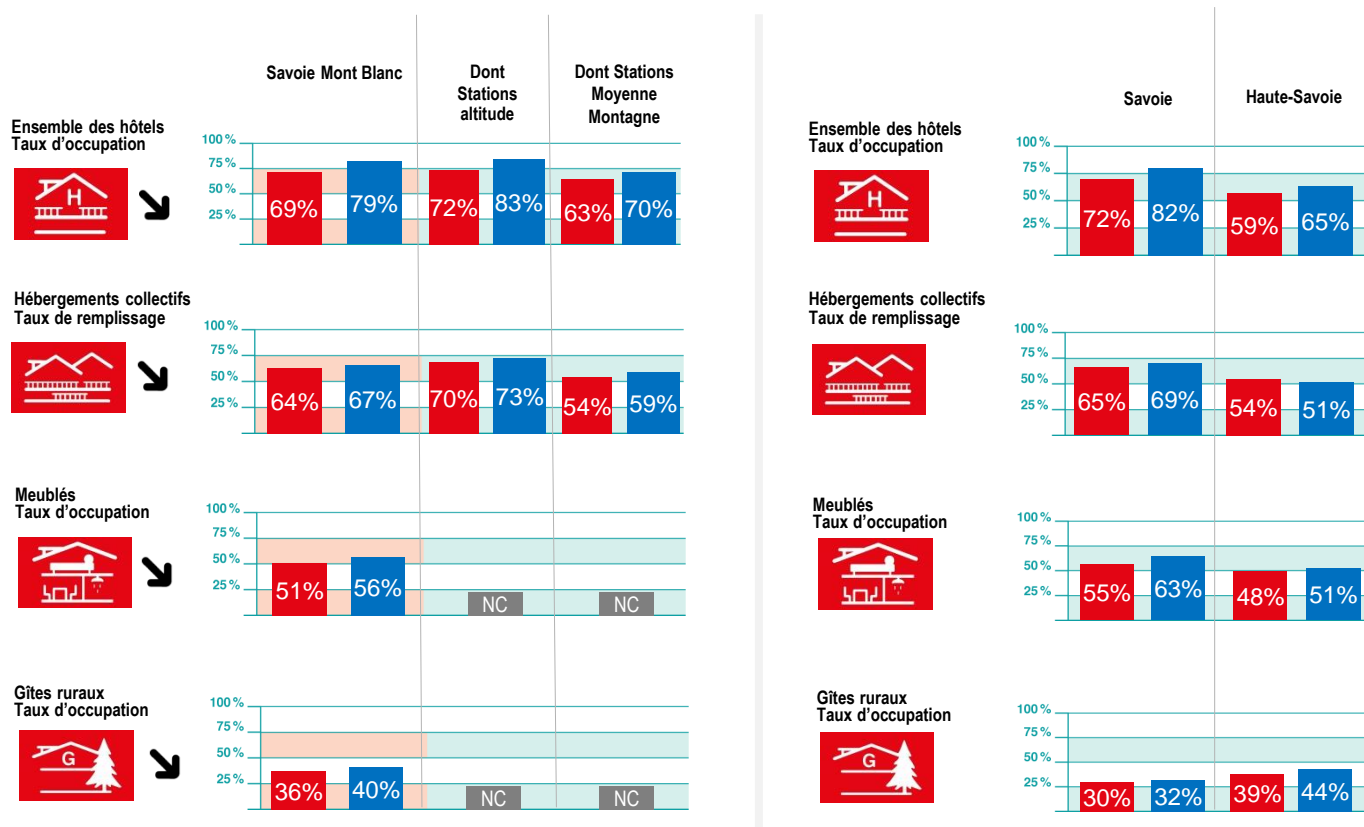 Savoie Mont Blanc
Dont
Stations
altitude
Dont Stations
Moyenne
Montagne
Ensemble des hôtels
Taux d'occupation
H
100 %
75 %
50 %
25 %
69%
79%
72%
83%
63%
70%
Hébergements collectifs
Taux de remplissage
100 %
75 %
50 %
25 %
64%
67%
70%
73%
54%
59%
Meublés
Taux d'occupation
100 %
75 %
50 %
25 %
51%
56%
NC
NC
Gîtes ruraux
Taux d'occupation
G
100 %
75 %
50 %
25 %
36%
40%
NC
NC
Savoie
Haute-Savoie
Ensemble des hôtels
Taux d'occupation
H
100 %
75 %
50 %
25 %
72%
82%
59%
65%
Hébergements collectifs
Taux de remplissage
100 %
75 %
50 %
25 %
65%
69%
54%
51%
Meublés
Taux d'occupation
100 %
75 %
50 %
25 %
55%
63%
48%
51%
Gîtes ruraux
Taux d'occupation
G
100 %
75 %
50 %
25 %
30%
32%
39%
44%